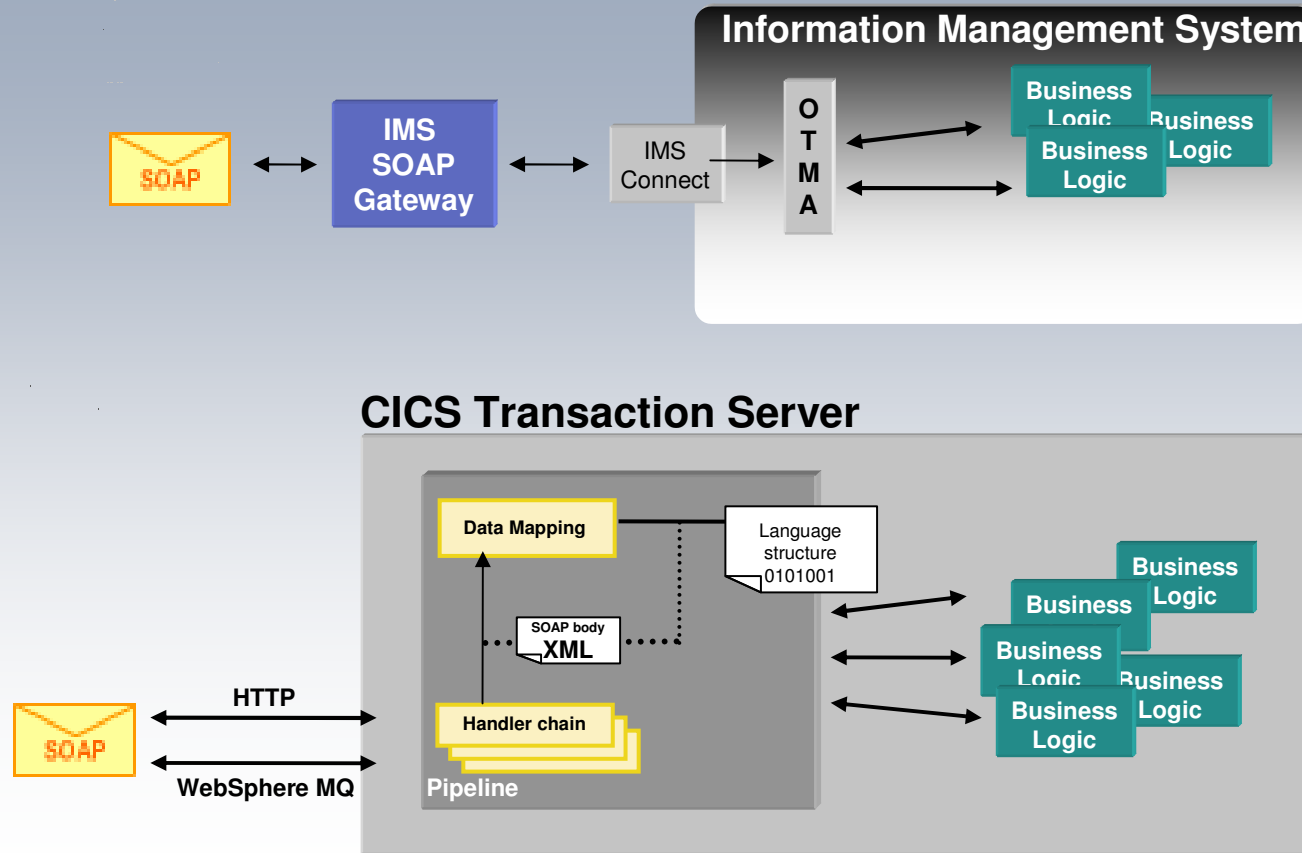 Information Management System
SOAP
IMS
SOAP
Gateway
IMS
Connect
O
T
M
A
Business
Logic
Business
Logic
Business
Logic
CICS Transaction Server
Data Mapping
Language
structure
0101001
SOAP body
XML
Handler chain
Pipeline
HTTP
SOAP
WebSphere MQ
Business
Logic
Business
Business
Logic
Business
Logic
Business
Logic